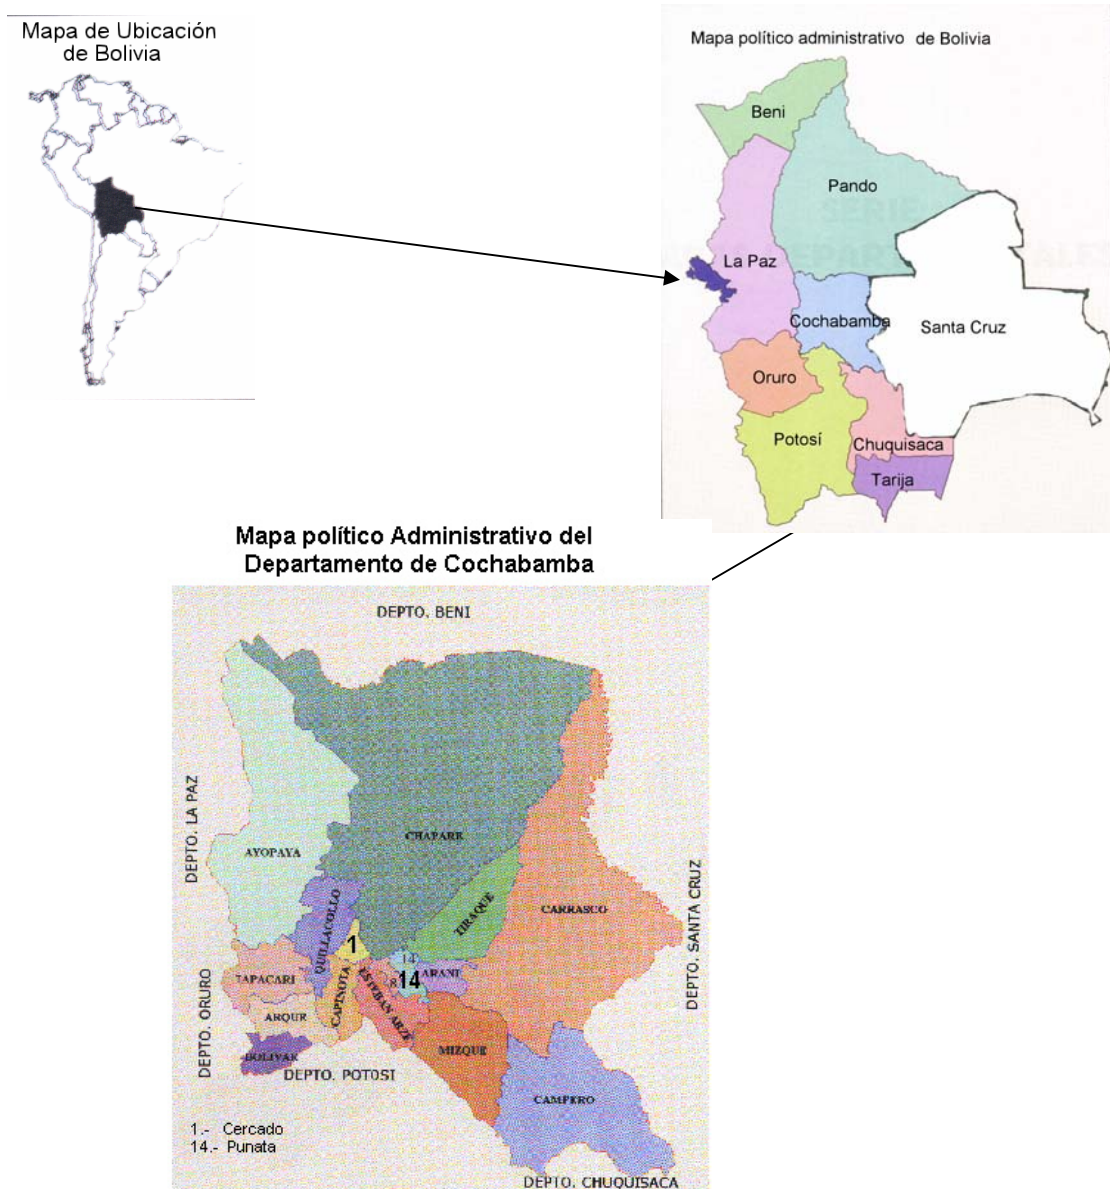 Mapa de Ubicación
de Bolivia
Mapa político administrativo de Bolivia
Beni
Pando
La Paz
Cochabamba
Santa Cruz
Oruro
Potosí
Chuquisaca
Tarija
SERIE
Mapa político Administrativo del
Departamento de Cochabamba
DEPTO. BENI
DEPTO. LA PAZ
AYOPAYA
CHAPARE
TIRAQUE
CARRASCO
DEPTO. SANTA CRUZ
QUILLACOLLO
1
14
TAPACARI
CAPINOTA
ESTEBAN ARZE
8
14
ARANI
DEPTO. ORURO
ARQUE
BOLIVAR
MIZQUE
DEPTO. POTOSI
CAMPERO
1.- Cercado
14.- Punata
DEPTO. CHUQUISACA